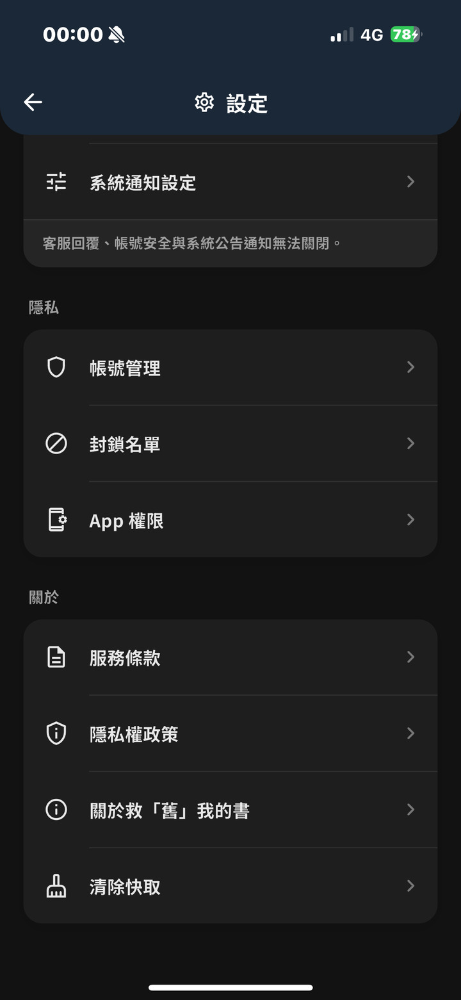 00:00
4G
78
設定
系統通知設定
客服回覆、帳號安全與系統公告通知無法關閉。
隱私
帳號管理
封鎖名單
App 權限
關於
服務條款
隱私權政策
關於救「舊」我的書
清除快取